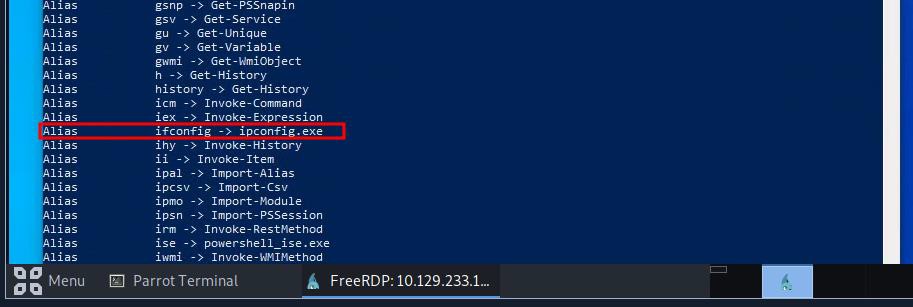 Alias gsnp -> Get-PSSnapin
Alias gsv -> Get-Service
Alias gu -> Get-Unique
Alias gv -> Get-Variable
Alias gwmi -> Get-WmiObject
Alias h -> Get-History
Alias history -> Get-History
Alias icm -> Invoke-Command
Alias iex -> Invoke-Expression
Alias ifconfig -> ipconfig.exe
Alias ihy -> Invoke-History
Alias ii -> Invoke-Item
Alias ipal -> Import-Alias
Alias ipcsv -> Import-Csv
Alias ipmo -> Import-Module
Alias ipsn -> Import-PSSession
Alias irm -> Invoke-RestMethod
Alias ise -> powershell_ise.exe
Alias iwmi -> Invoke-WMIMethod
Menu Parrot Terminal FreeRDP: 10.129.233.1...